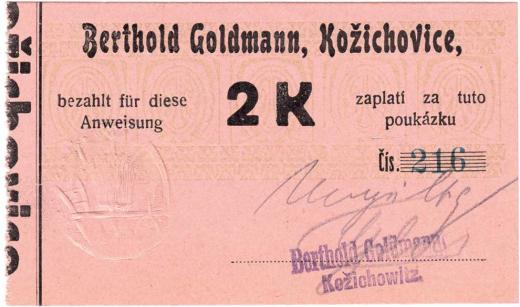 Berthold Goldmann, Kožichovice,
bezahlt für diese
Anweisung
2 K
zaplatí za tuto
poukázku
Čís. 216
Berthold Goldmann
Kožichowitz